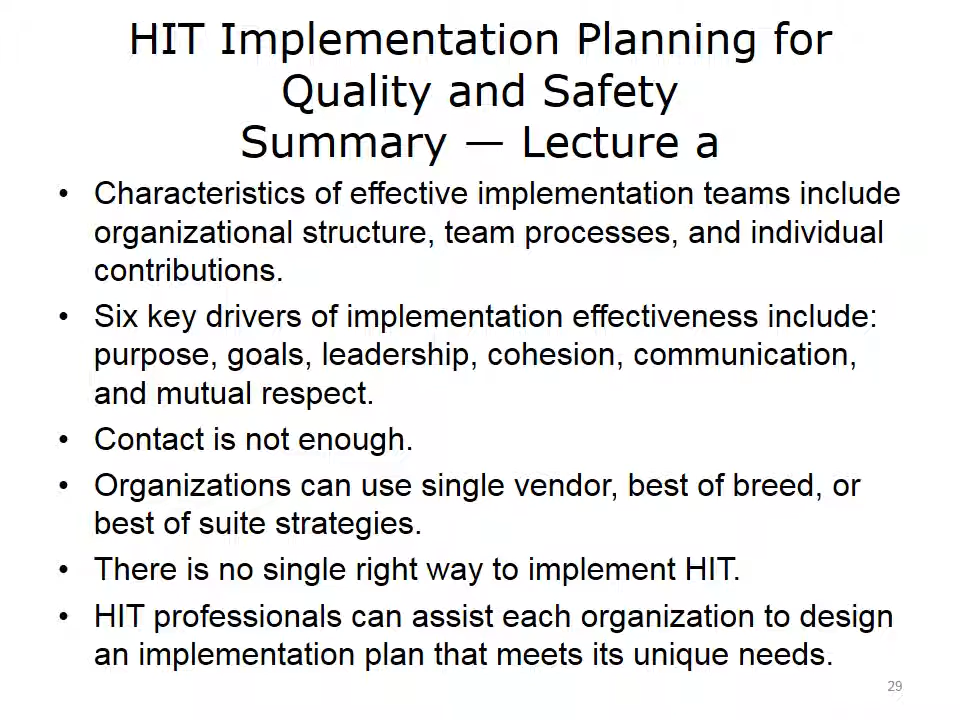 HIT Implementation Planning for
Quality and Safety
Summary — Lecture a
• Characteristics of effective implementation teams include
organizational structure, team processes, and individual
contributions.
• Six key drivers of implementation effectiveness include:
purpose, goals, leadership, cohesion, communication,
and mutual respect.
• Contact is not enough.
• Organizations can use single vendor, best of breed, or
best of suite strategies.
• There is no single right way to implement HIT.
• HIT professionals can assist each organization to design
an implementation plan that meets its unique needs.
29